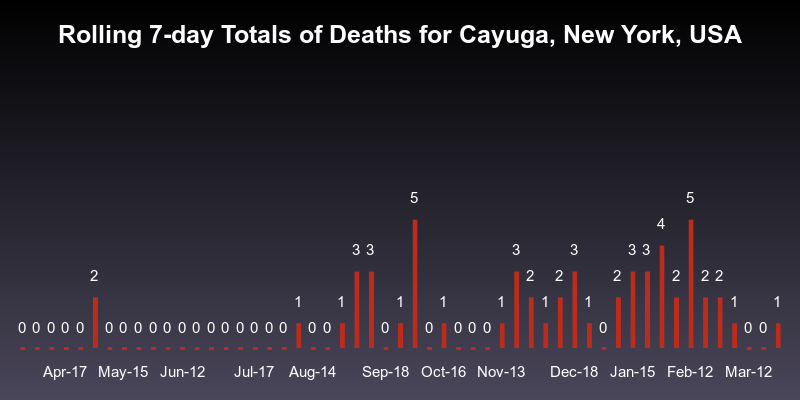 Rolling 7-day Totals of Deaths for Cayuga, New York, USA
0 0 0 0 0 2 0 0 0 0 0 0 0 0 0 0 0 0 0 1 0 0 1 3 3 0 1 5 0 1 0 0 0 1 3 2 1 2 3 1 0 2 3 3 4 2 5 2 2 1 0 0 1
Apr-17 May-15 Jun-12 Jul-17 Aug-14 Sep-18 Oct-16 Nov-13 Dec-18 Jan-15 Feb-12 Mar-12